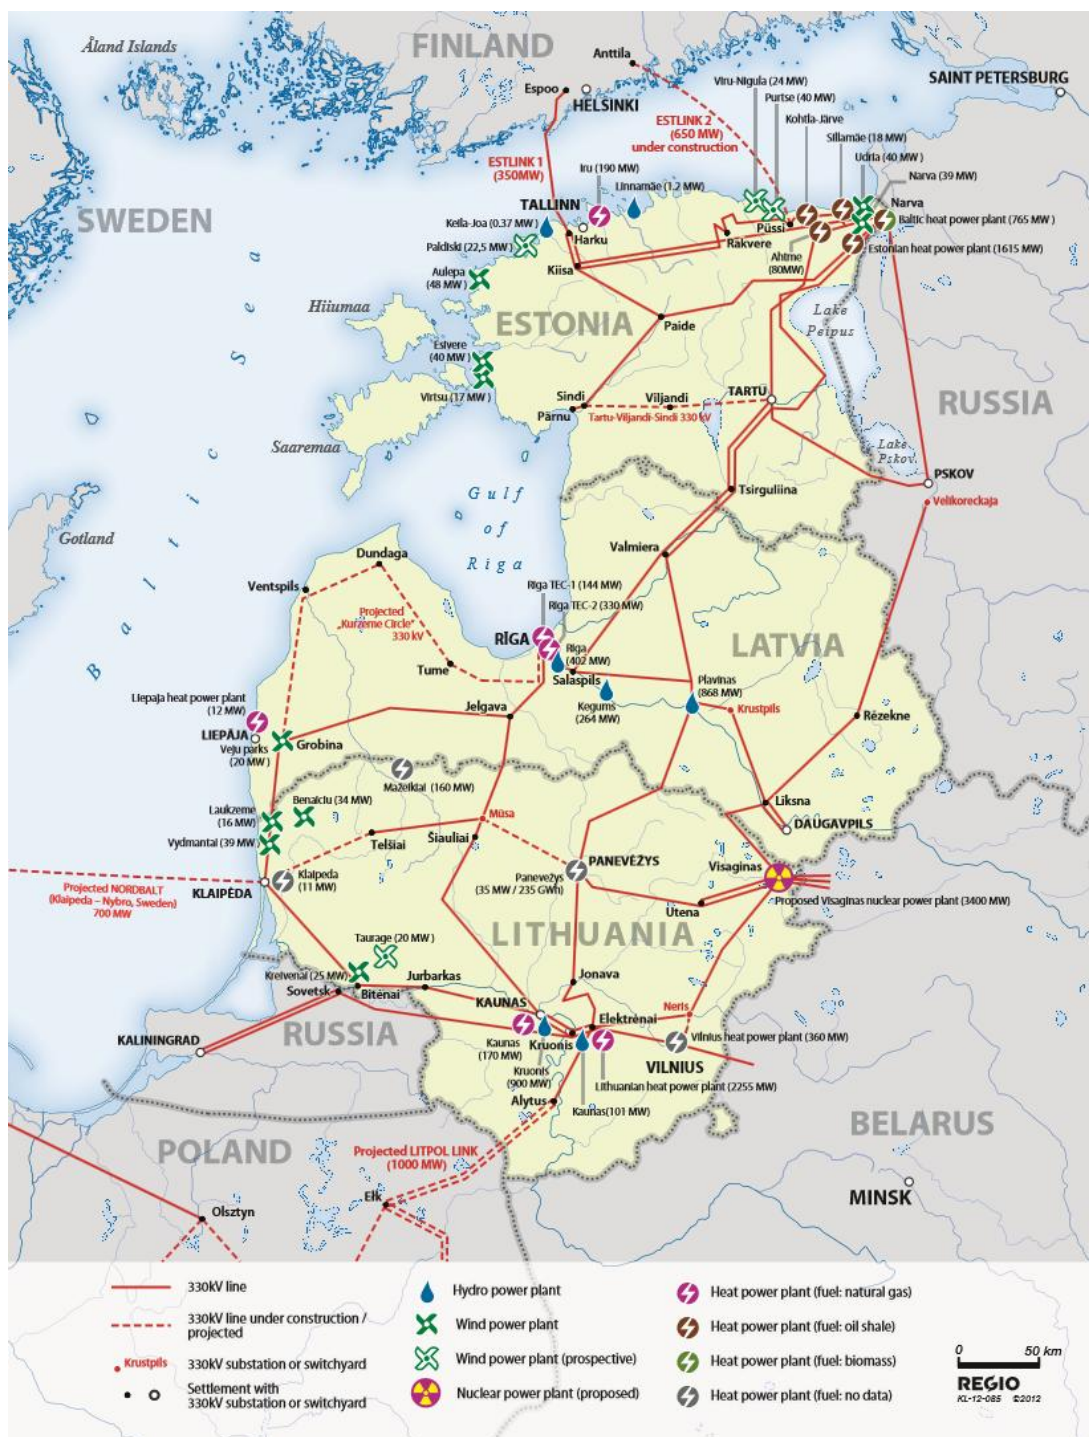 Åland Islands
FINLAND
Anttila
Espoo
HELSINKI
SAINT PETERSBURG
Viru-Nigula (24 MW)
Purtse (40 MW)
Kohtla-Järve
Sillamäe (18 MW)
Udria (40 MW )
Narva (39 MW)
ESTLINK 2
(650 MW)
under construction
ESTLINK 1
(350MW)
Iru (190 MW)
Linnamäe (1.2 MW)
TALLINN
Keila-Joa (0.37 MW )
Paldiski (22,5 MW)
Harku
Kiisa
Rakvere
Püssi
Narva
Baltic heat power plant (765 MW )
Estonian heat power plant (1615 MW)
Ahtme
(80MW)
SWEDEN
Aulepa
(48 MW)
Hiiumaa
ESTONIA
Paide
Lake
Peipus
Baltic Sea
Esivere
(40 MW)
Virtsu (17 MW )
Sindi
Pärnu
Viljandi
TARTU
Tartu-Viljandi-Sindi 330 kV
RUSSIA
Saaremaa
Lake
Pskov
PSKOV
Velikoreckaja
Gulf
of
Riga
Tsirguliina
Gotland
Valmiera
Dundaga
Ventspils
Projected
„Kurzeme Circle"
330 kV
Tume
Rīga TEC-1 (144 MW)
Rīga TEC-2 (330 MW)
RĪGA
Rīga
(402 MW)
Salaspils
Kegums
(264 MW)
LATVIA
Plavinas
(868 MW)
Krustpils
Rēzekne
Liepaja heat power plant
(12 MW)
LIEPĀJA
Veju parks
(20 MW )
Grobina
Jelgava
Liksna
DAUGAVPILS
Mažeikiai (160 MW)
Benaiciu (34 MW)
Laukzeme
(16 MW)
Vydmantai (39 MW )
Mūsa
Telšiai
Šiauliai
Klaipeda
(11 MW)
KLAIPĖDA
Projected NORDBALT
(Klaipeda – Nybro, Sweden)
700 MW
PANEVĖŽYS
Panevežys
(35 MW / 235 GWh)
Visaginas
Utena
Proposed Visaginas nuclear power plant (3400 MW)
LITHUANIA
Taurage (20 MW )
Kreivenai (25 MW)
Sovetsk
Bitėnai
Jurbarkas
Jonava
KAUNAS
Elektrėnai
Neris
RUSSIA
KALININGRAD
Kaunas
(170 MW)
Kruonis
Kruonis
(900 MW)
Vilnius heat power plant (360 MW)
VILNIUS
Lithuanian heat power plant (2255 MW)
Alytus
Kaunas(101 MW)
POLAND
Projected LITPOL LINK
(1000 MW)
BELARUS
MINSK
Ełk
Olsztyn
330kV line
330kV line under construction /
projected
Krustpils
330kV substation or switchyard
Settlement with
330kV substation or switchyard
Hydro power plant
Wind power plant
Wind power plant (prospective)
Nuclear power plant (proposed)
Heat power plant (fuel: natural gas)
Heat power plant (fuel: oil shale)
Heat power plant (fuel: biomass)
Heat power plant (fuel: no data)
0 50 km
REGIO
KL-12-085 ©2012